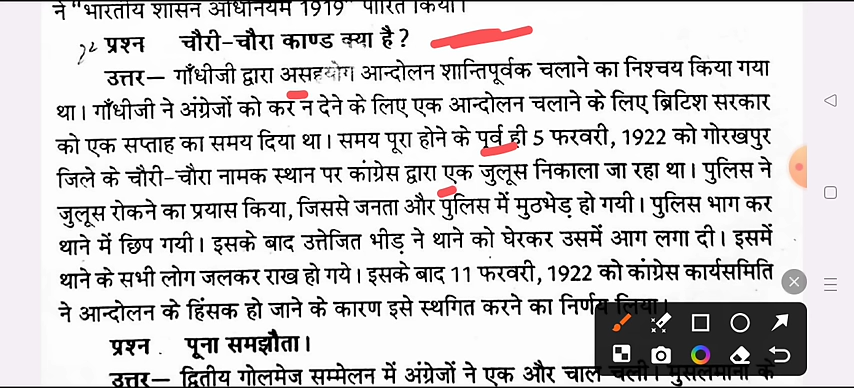 ने "भारतीय शासन अधिनियम 1919" पारित किया।
प्रश्न चौरी-चौरा काण्ड क्या है?
उत्तर— गाँधीजी द्वारा असहयोग आन्दोलन शान्तिपूर्वक चलाने का निश्चय किया गया
था। गाँधीजी ने अंग्रेजों को कर न देने के लिए एक आन्दोलन चलाने के लिए ब्रिटिश सरकार
को एक सप्ताह का समय दिया था। समय पूरा होने के पूर्व ही 5 फरवरी, 1922 को गोरखपुर
जिले के चौरी-चौरा नामक स्थान पर कांग्रेस द्वारा एक जुलूस निकाला जा रहा था। पुलिस ने
जुलूस रोकने का प्रयास किया, जिससे जनता और पुलिस में मुठभेड़ हो गयी। पुलिस भाग कर
थाने में छिप गयी। इसके बाद उत्तेजित भीड़ ने थाने को घेरकर उसमें आग लगा दी। इसमें
थाने के सभी लोग जलकर राख हो गये। इसके बाद 11 फरवरी, 1922 को कांग्रेस कार्यसमिति
ने आन्दोलन के हिंसक हो जाने के कारण इसे स्थगित करने का निर्णय लिया।
प्रश्न पूना समझौता।
उत्तर— द्वितीय गोलमेज सम्मेलन में अंग्रेजों ने एक और चाल चली। मुसलमानों के